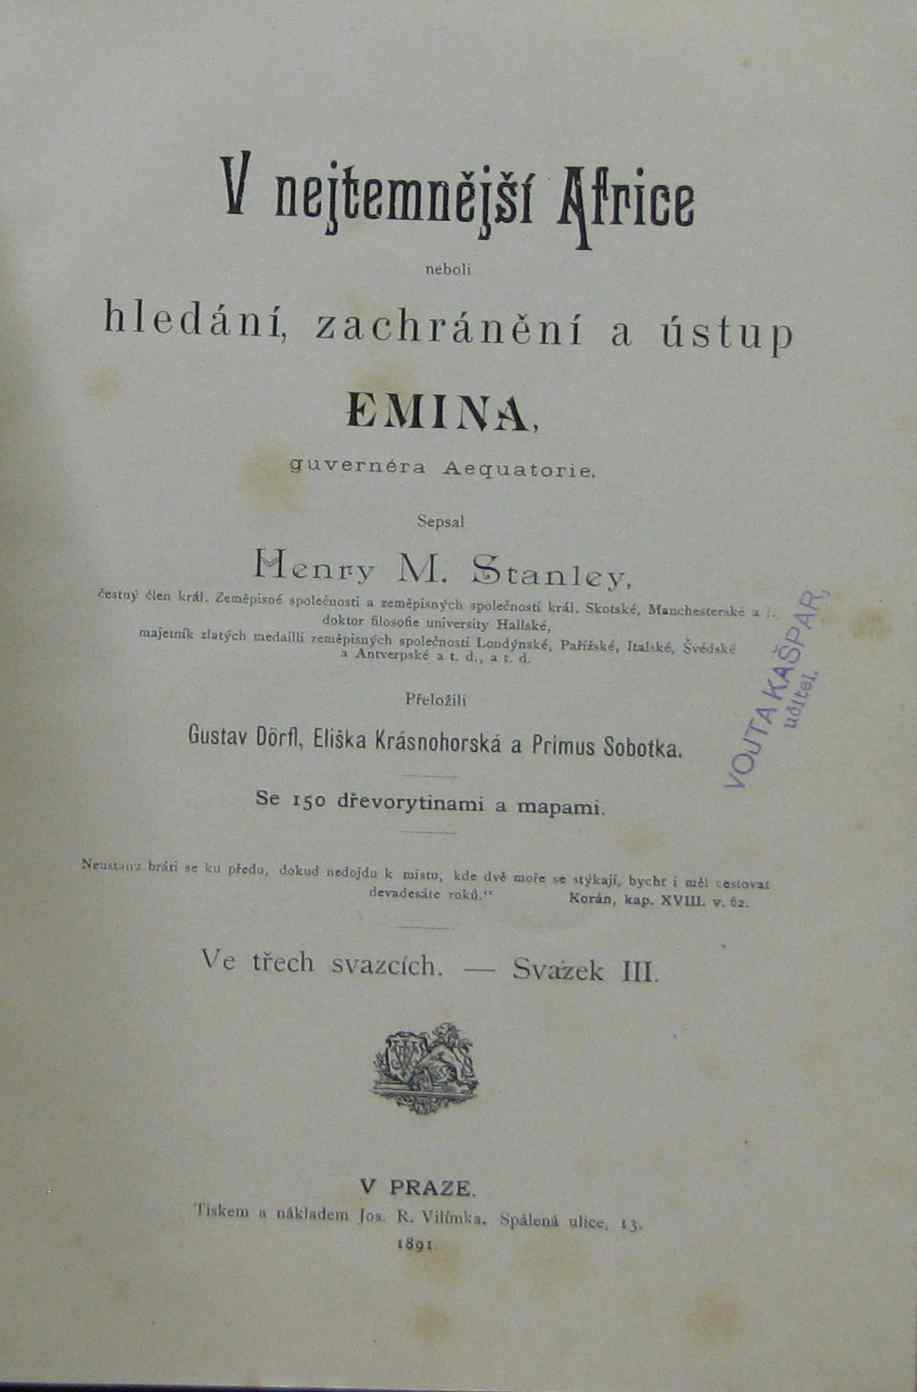 V nejtemnější Africe
neboli
hledání, zachránění a ústup
EMINA,
guvernéra Aequatorie.
Sepsal
Henry M. Stanley,
čestný člen král. Zeměpisné společnosti a zeměpisných společností král. Skotské, Manchesterské a
doktor filosofie university Hallské,
majetník zlatých medailií zeměpisných společností Londýnské, Pařížské, Italské, Švédské
a Antverpské a t. d., a t. d.
Přeložili
Gustav Dörfl, Eliška Krásnohorská a Primus Sobotka.
Se 150 dřevorytinami a mapami.
bráti se ku předu, dokud nedojdu k místu, kde dvě moře se stýkají, bychr i měl cestovat
devadesáte roků.“ Korán, kap. XVIII. v. 62.
Ve třech svazcích. — Svazek III.
V PRAZE.
Tiskem a nákladem Jos. R. Vilímka, Spálená ulice, 13.
1891.
VOJTA KAŠPAR,
učitel.